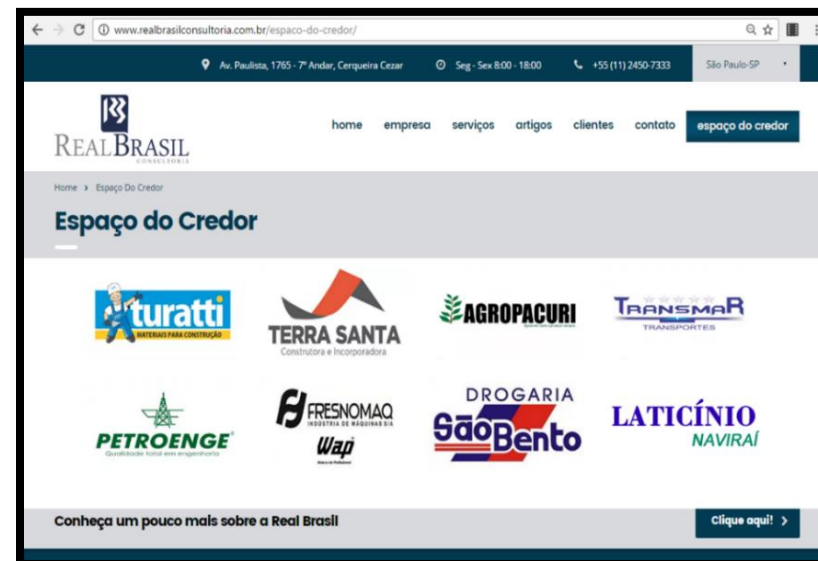 www.realbrasilconsultoria.com.br/espaco-do-credor/
Av. Paulista, 1765 - 7º Andar, Cerqueira Cezar
Seg - Sex 8:00 - 18:00
+55 (11) 2450-7333
São Paulo-SP
REALBRASIL
CONSULTORIA
home
empresa
serviços
artigos
clientes
contato
espaço do credor
Home > Espaço Do Credor
Espaço do Credor
turatti
MATERIAIS PARA CONSTRUÇÃO
TERRA SANTA
Construtora e Incorporadora
AGROPACURI
TRANSMAR
TRANSPORTES
PETROENGE
Qualidade total em engenharia
FRESNOMAQ
INDÚSTRIA DE MÁQUINAS S/A
Wap
DROGARIA
SãoBento
LATICÍNIO
NAVIRAÍ
Conheça um pouco mais sobre a Real Brasil
Clique aqui! >